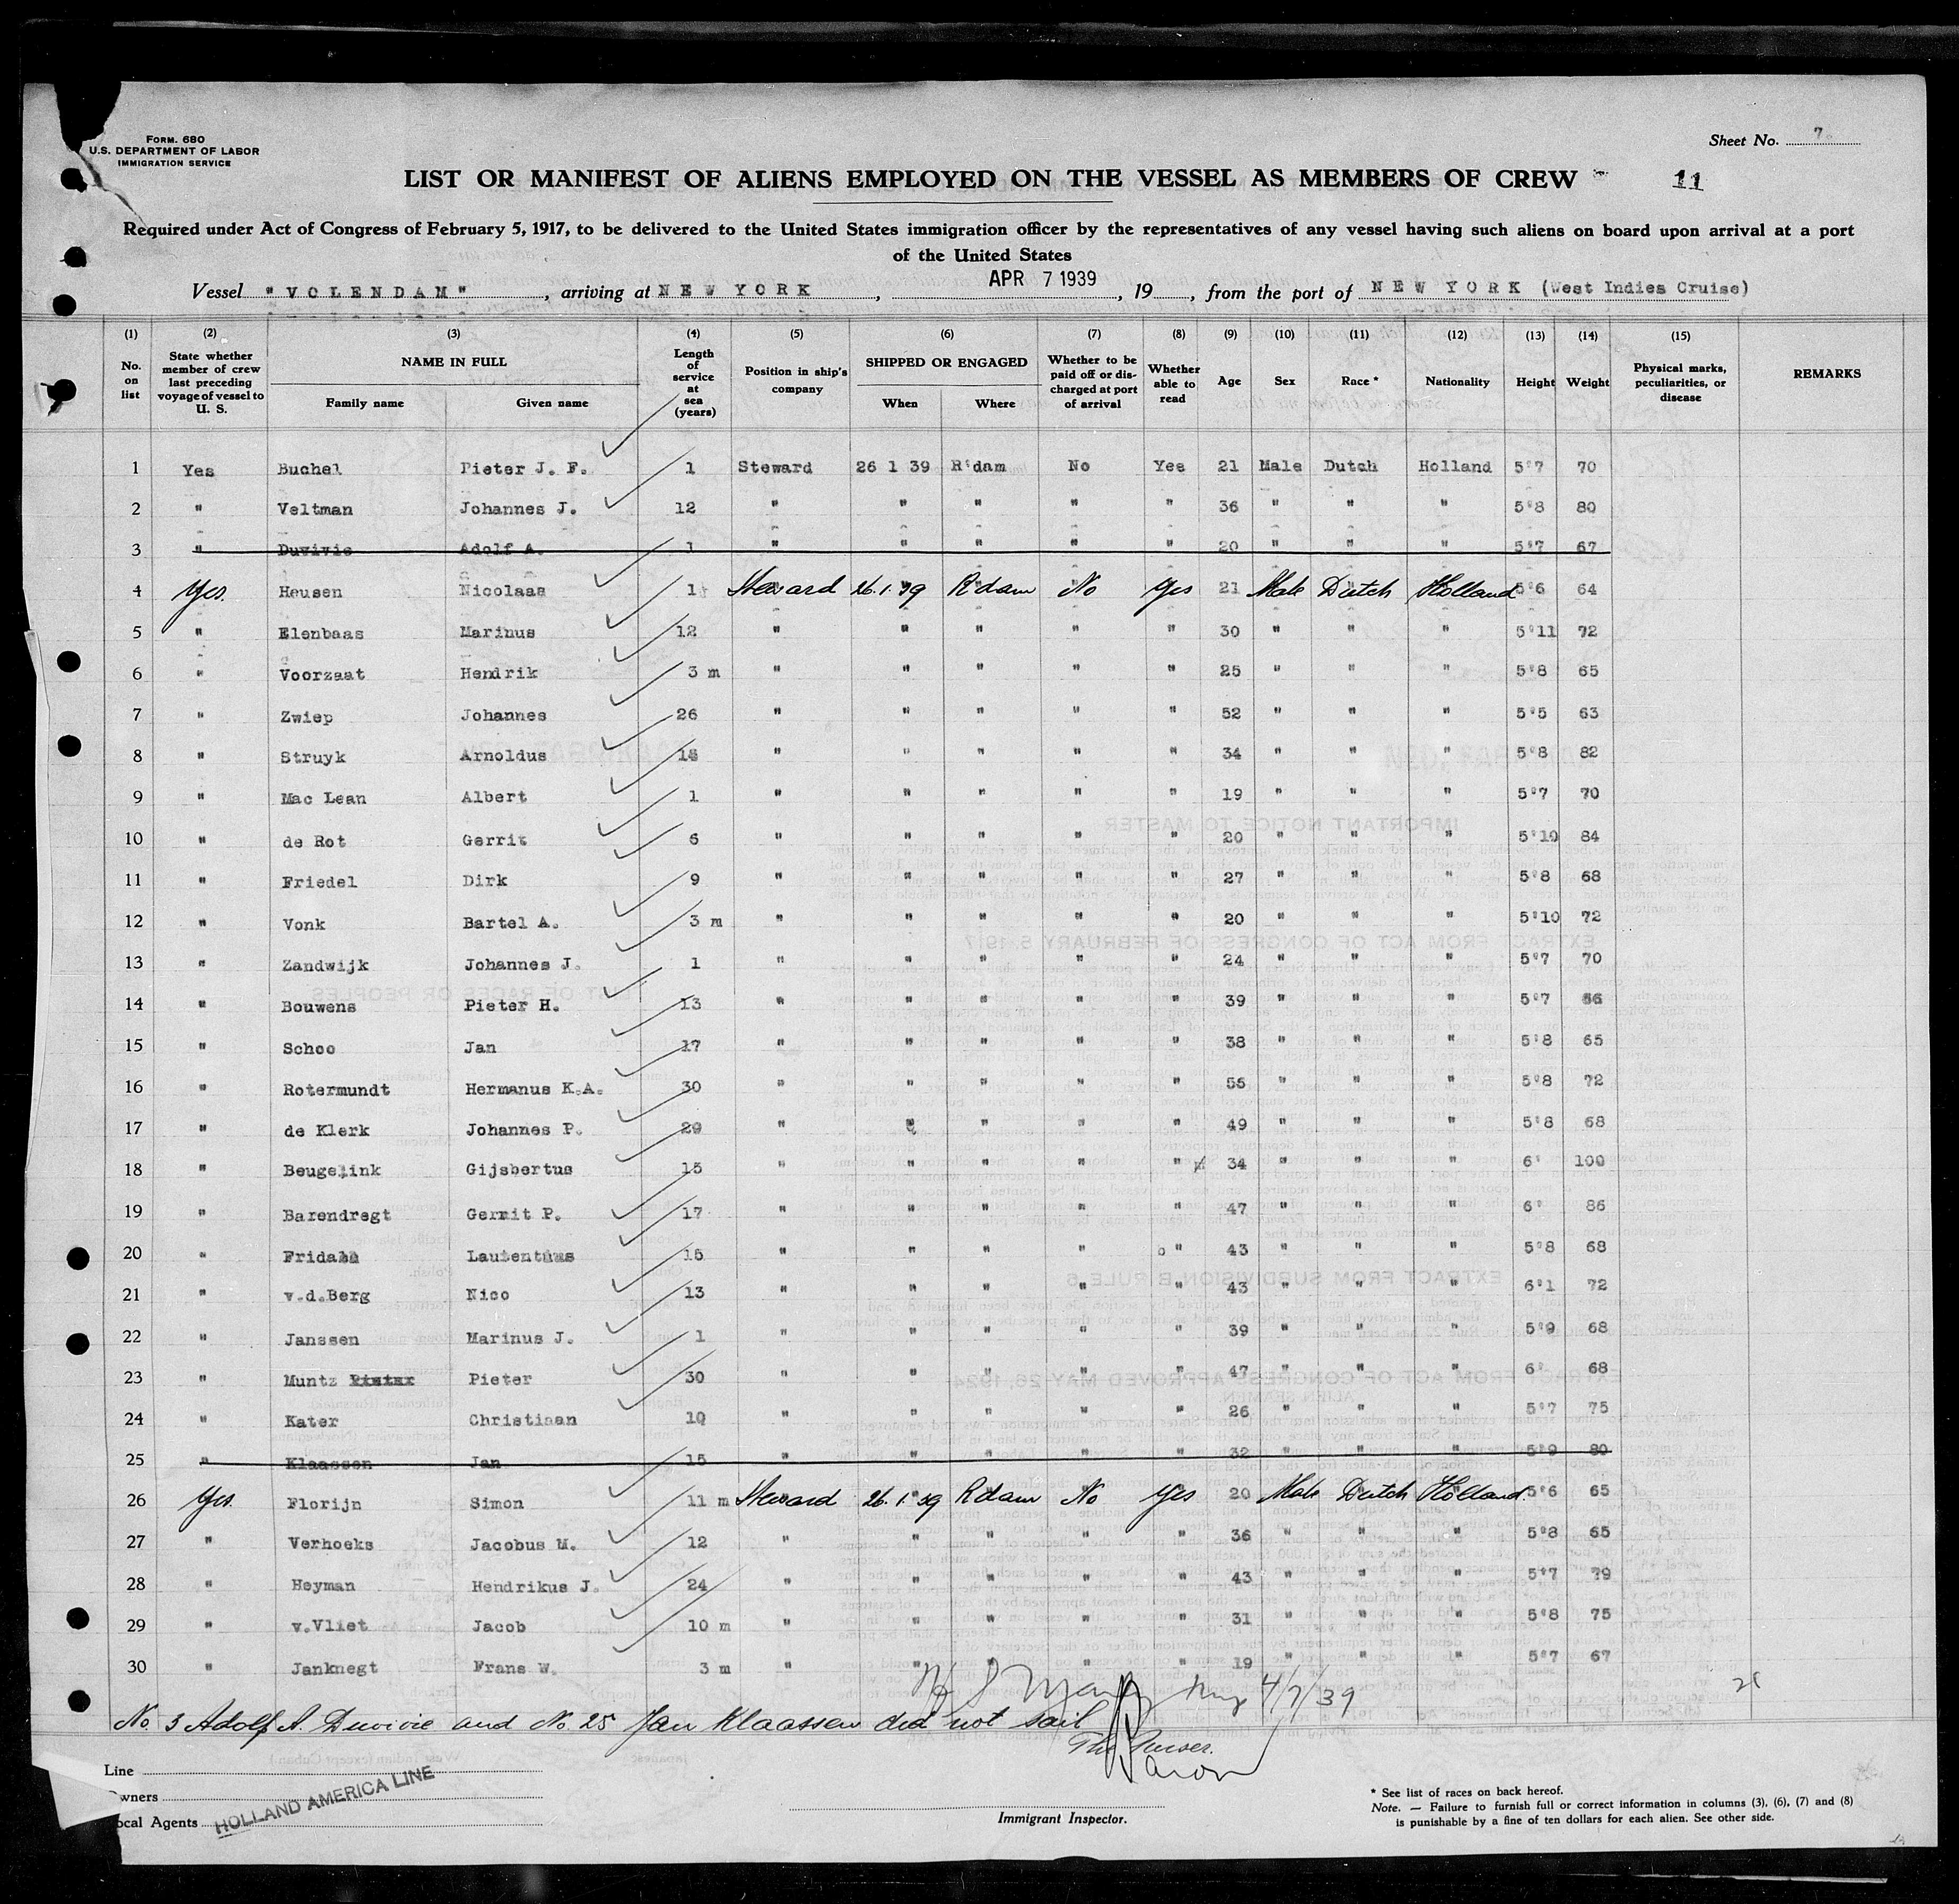 Form. 680
U.S. DEPARTMENT OF LABOR
IMMIGRATION SERVICE
Sheet No. 7.
LIST OR MANIFEST OF ALIENS EMPLOYED ON THE VESSEL AS MEMBERS OF CREW 11
Required under Act of Congress of February 5, 1917, to be delivered to the United States immigration officer by the representatives of any vessel having such aliens on board upon arrival at a port
of the United States
Vessel "VOLENDAM", arriving at NEW YORK, APR 7 1939, 19, from the port of NEW YORK (West Indies Cruise)
(1) (2) (3) (4) (5) (6) (7) (8) (9) (10) (11) (12) (13) (14) (15)
No. on list | State whether member of crew last preceding voyage of vessel to U. S. | NAME IN FULL Family name Given name | Length of service at sea (years) | Position in ship's company | SHIPPED OR ENGAGED When Where | Whether to be paid off or discharged at port of arrival | Whether able to read | Age | Sex | Race * | Nationality | Height | Weight | Physical marks, peculiarities, or disease | REMARKS
1 Yes Buchel Pieter J. F. 1 Steward 26 1 39 R'dam No Yes 21 Male Dutch Holland 5'7 70
2 " Veltman Johannes J. 12 " " " " " 36 " " " 5'8 80
3 " Duvivie Adolf A. 1 " " " " " 20 " " " 5'7 67
4 Yes. Heusen Nicolaas 1 Steward 26.1.39 R'dam No Yes 21 Male Dutch Holland 5'6 64
5 " Elenbaas Marinus 12 " " " " " 30 " " " 5'11 72
6 " Voorzaat Hendrik 3 m " " " " " 25 " " " 5'8 65
7 " Zwiep Johannes 26 " " " " " 52 " " " 5'5 63
8 " Struyk Arnoldus " " " " " 34 " " " 5'8 82
9 " Mac Lean Albert 1 " " " " " 19 " " " 5'7 70
10 " de Rot Gerrit 6 " " " " " 20 " " " 5'10 84
11 " Friedel Dirk 9 " " " " " 27 " " " 5'8 68
12 " Vonk Bartel A. 3 m " " " " " 20 " " " 5'10 72
13 " Zandwijk Johannes J. 1 " " " " " 24 " " " 5'7 70
14 " Bouwens Pieter H. 13 " " " " " 39 " " " 5'7
15 " Schoo Jan 17 " " " " " 38 " " " 5'8 65
16 " Rotermundt Hermanus K.A. 30 " " " " " " " " 5'8 72
17 " de Klerk Johannes P. 29 " " " " " 49 " " " 5'8 68
18 " Beugelink Gijsbertus 15 " " " " " 34 " " " 6' 100
19 " Barendregt Gerrit P. 17 " " " " " 47 " " " 6' 86
20 " 15 " " " " " 43 " " " 5'8 68
21 " v.d.Berg Nico 13 " " " " " 43 " " " 6'1 72
22 " Janssen Marinus J. 1 " " " " " 39 " " " 5'9 68
23 " Muntz Pieter 30 " " " " " 47 " " " 6' 68
24 " Kater Christiaan 10 " " " " " 26 " " " 5'7 75
25 " Klaassen Jan 15 " " " " " 32 " " " 5'9 80
26 Yes. Florijn Simon 11 m Steward 26.1.39 R'dam No Yes 20 Male Dutch Holland. 5'6 65
27 " Verhoeks Jacobus M. 12 " " " " " 36 " " " 5'8 65
28 " Heyman Hendrikus J. 24 " " " " " 43 " " " 5'7 79
29 " v.Vliet Jacob 10 m " " " " " 31 " " " 5'8 75
30 " Janknegt Frans W. 3 m " " " " " 19 " " " 5'7 67
4/7/39
No 3 Adolf A. Duvivie and No. 25 Jan Klaassen did not sail
The Purser.
Line
Owners
Local Agents
HOLLAND AMERICA LINE
Immigrant Inspector.
* See list of races on back hereof.
Note. — Failure to furnish full or correct information in columns (3), (6), (7) and (8)
is punishable by a fine of ten dollars for each alien. See other side.